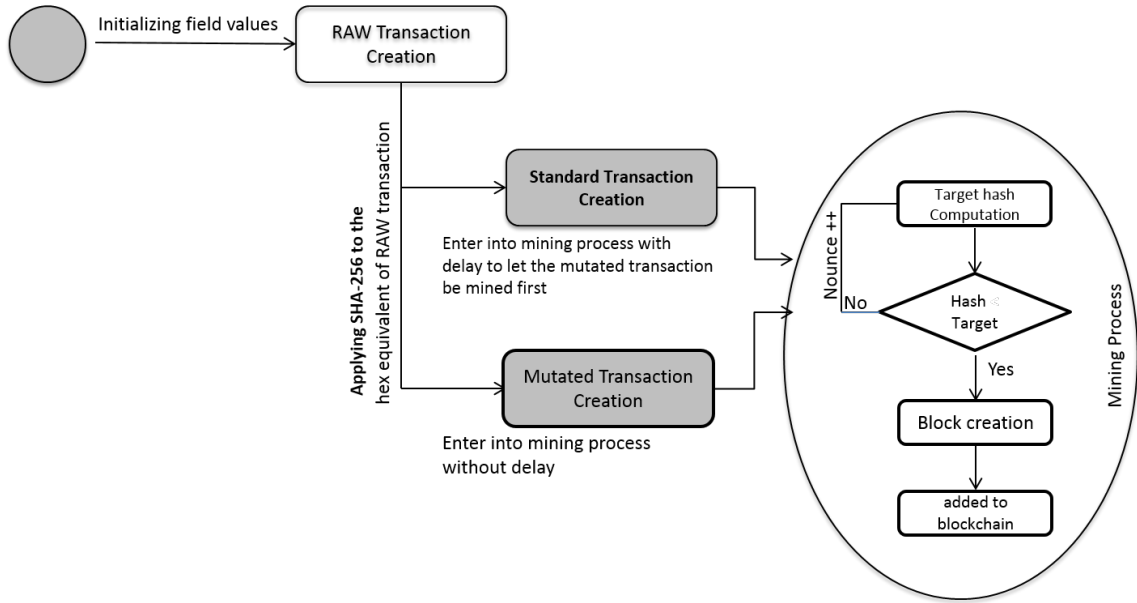 Initializing field values
RAW Transaction
Creation
Applying SHA-256 to the
hex equivalent of RAW transaction
Standard Transaction
Creation
Enter into mining process with
delay to let the mutated transaction
be mined first
Mutated Transaction
Creation
Enter into mining process
without delay
Target hash
Computation
Nounce ++
No
Hash <
Target
Yes
Block creation
added to
blockchain
Mining Process